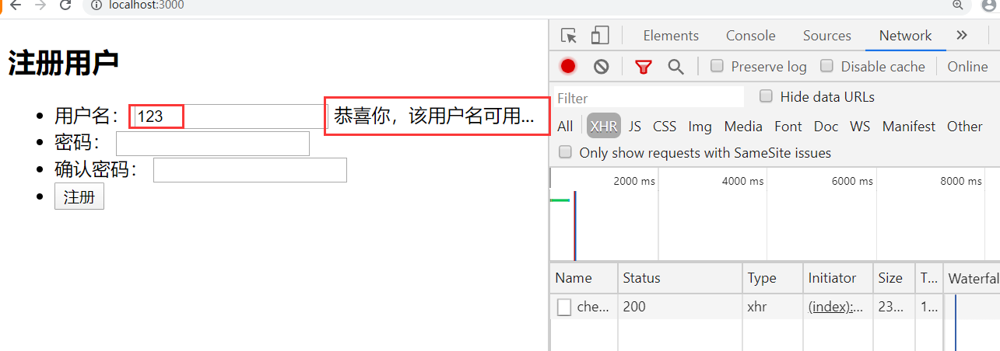 localhost:3000
注册用户
用户名： 123 恭喜你，该用户名可用...
密码：
确认密码：
注册
Elements Console Sources Network
Preserve log Disable cache Online
Filter Hide data URLs
All XHR JS CSS Img Media Font Doc WS Manifest Other
Only show requests with SameSite issues
2000 ms 4000 ms 6000 ms 8000 ms
Name Status Type Initiator Size T... Waterfal
che... 200 xhr (index):... 23... 1...